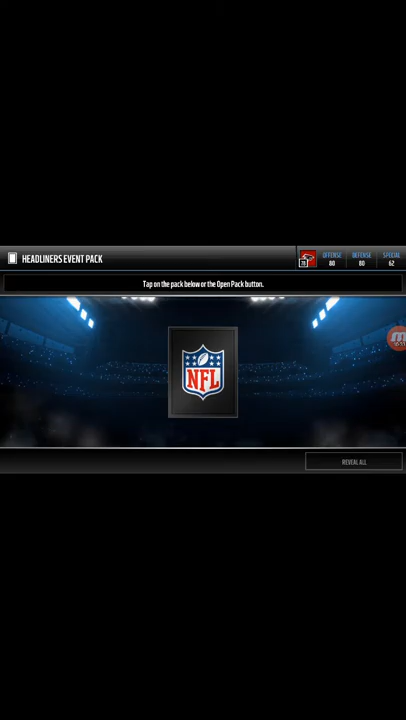 HEADLINERS EVENT PACK
OFFENSE
80
DEFENSE
80
SPECIAL
62
Tap on the pack below or the Open Pack button.
NFL
REVEAL ALL